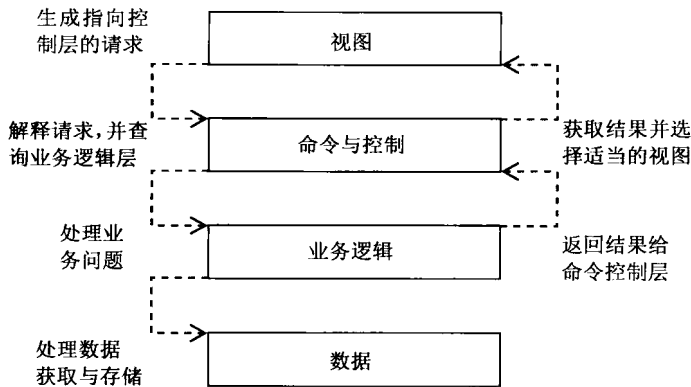 生成指向控
制层的请求
视图
解释请求,并查
询业务逻辑层
命令与控制
获取结果并选
择适当的视图
处理业
务问题
业务逻辑
返回结果给
命令控制层
处理数据
获取与存储
数据